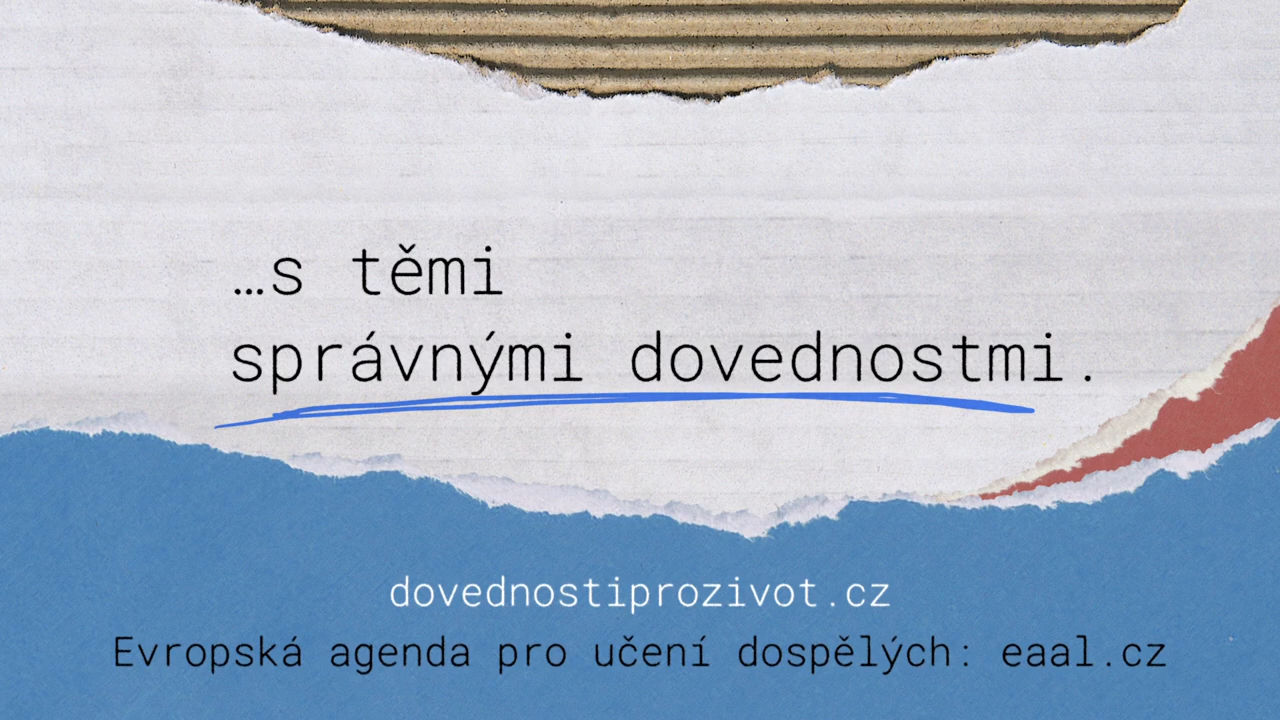 …s těmi
správnými dovednostmi.
dovednostiprozivot.cz
Evropská agenda pro učení dospělých: eaal.cz